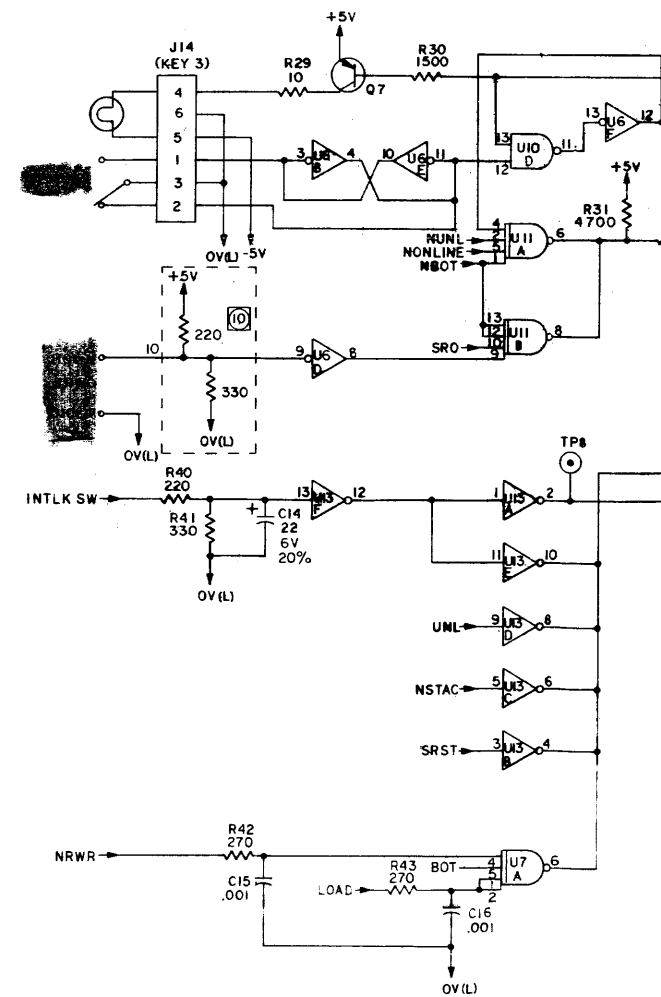 +5V
J14
(KEY 3)
R29
10
Q7
R30
1500
4
6
5
1
3
2
3
U6
B
4
10
U6
E
11
13
12
U10
D
11
13
U6
F
12
+5V
R31
4700
OV(L)
-5V
NUNL
NONLINE
NBOT
4
2
1
U11
A
6
+5V
10
220
10
330
OV(L)
9
U6
D
8
SRO
13
12
10
9
U11
B
8
OV(L)
TP8
INTLK SW
R40
220
R41
330
+
C14
22
6V
20%
OV(L)
13
U13
F
12
1
U13
A
2
11
U13
E
10
UNL
9
U13
D
8
NSTAC
5
U13
C
6
SRST
3
U13
B
4
NRWR
R42
270
C15
.001
LOAD
R43
270
BOT
4
5
1
2
U7
A
6
C16
.001
OV(L)